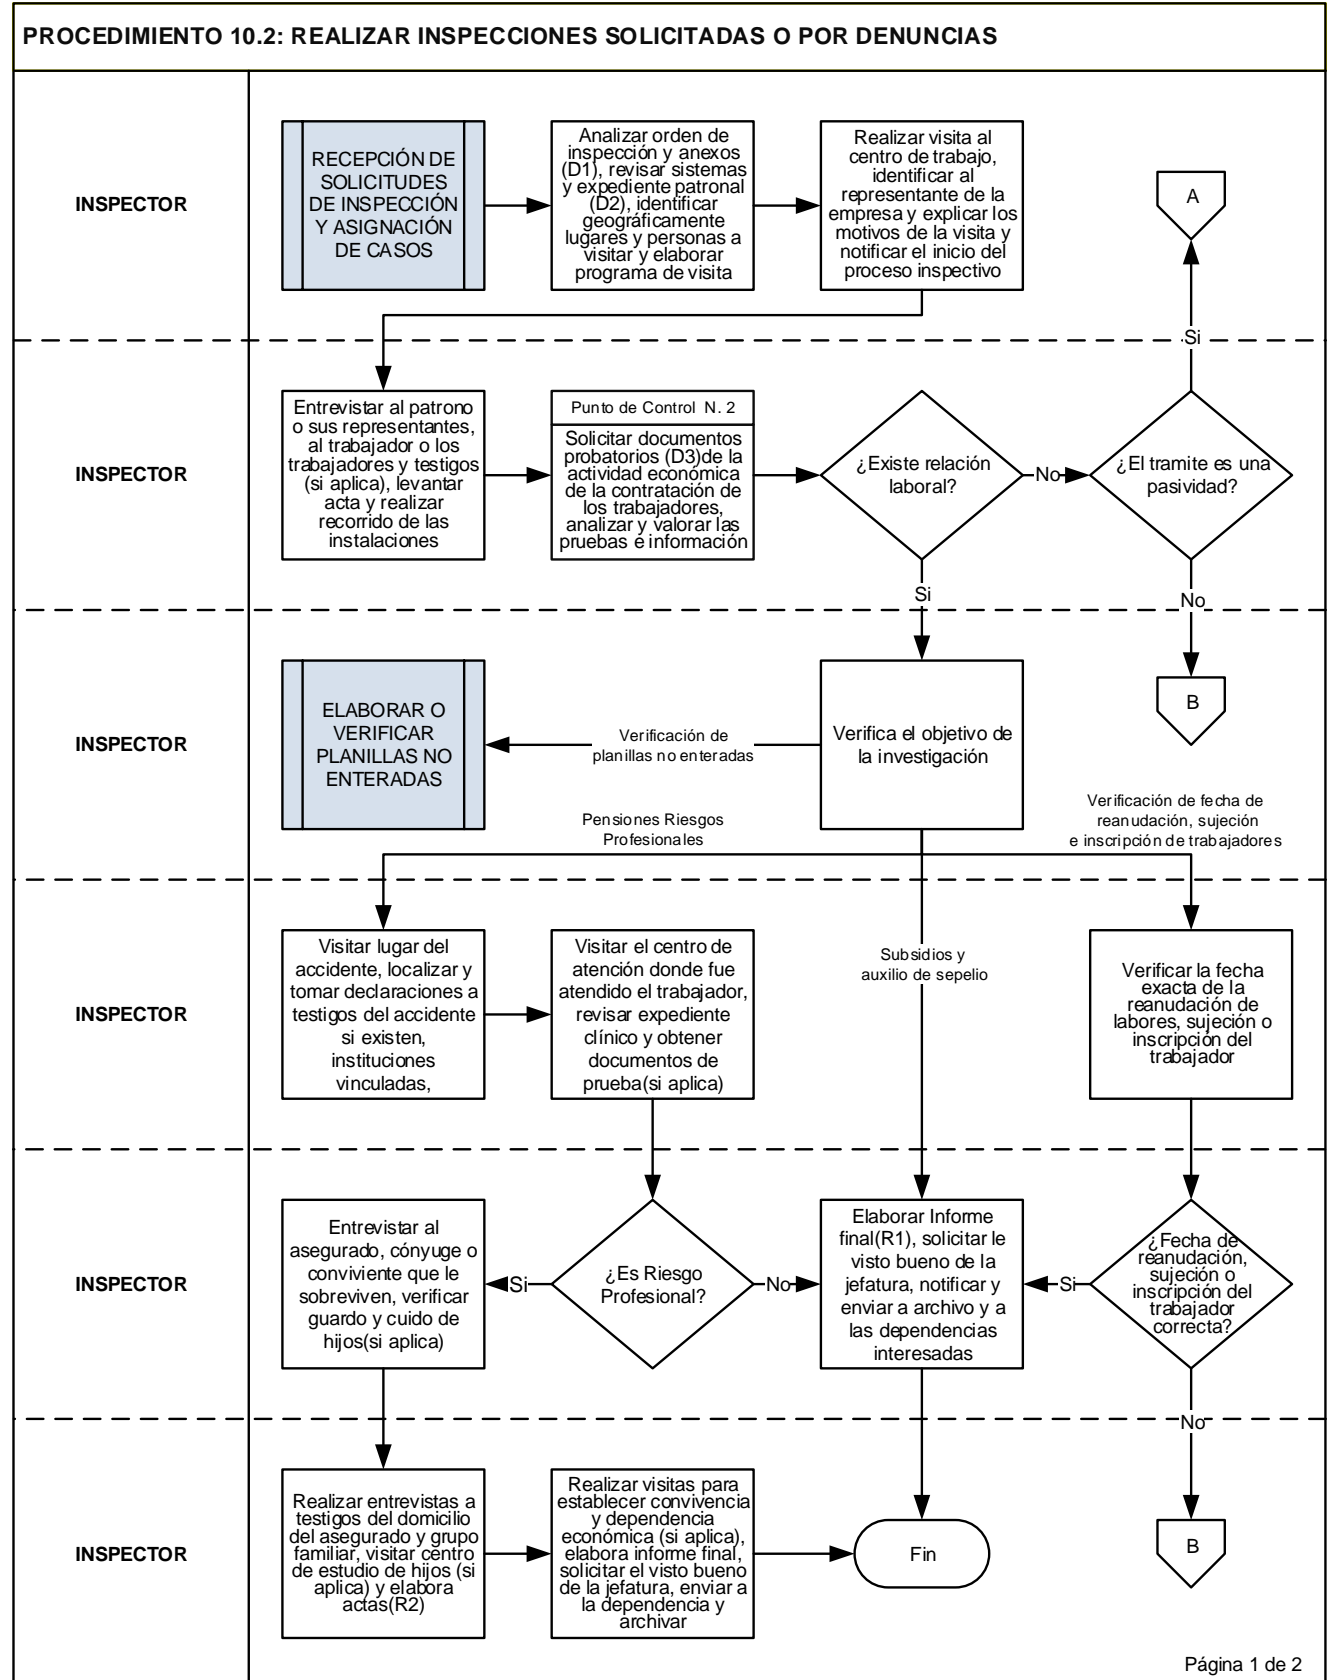 PROCEDIMIENTO 10.2: REALIZAR INSPECCIONES SOLICITADAS O POR DENUNCIAS
INSPECTOR
RECEPCIÓN DE
SOLICITUDES
DE INSPECCIÓN
Y ASIGNACIÓN
DE CASOS
Analizar orden de
inspección y anexos
(D1), revisar sistemas
y expediente patronal
(D2), identificar
geográficamente
lugares y personas a
visitar y elaborar
programa de visita
Realizar visita al
centro de trabajo,
identificar al
representante de la
empresa y explicar los
motivos de la visita y
notificar el inicio del
proceso inspectivo
A
Si
INSPECTOR
Entrevistar al patrono
o sus representantes,
al trabajador o los
trabajadores y testigos
(si aplica), levantar
acta y realizar
recorrido de las
instalaciones
Punto de Control N. 2
Solicitar documentos
probatorios (D3)de la
actividad económica
de la contratación de
los trabajadores,
analizar y valorar las
pruebas e información
¿Existe relación
laboral?
No
¿El tramite es una
pasividad?
Si
No
INSPECTOR
ELABORAR O
VERIFICAR
PLANILLAS NO
ENTERADAS
Verificación de
planillas no enteradas
Verifica el objetivo de
la investigación
B
Pensiones Riesgos
Profesionales
Verificación de fecha de
reanudación, sujeción
e inscripción de trabajadores
INSPECTOR
Visitar lugar del
accidente, localizar y
tomar declaraciones a
testigos del accidente
si existen,
instituciones
vinculadas,
Visitar el centro de
atención donde fue
atendido el trabajador,
revisar expediente
clínico y obtener
documentos de
prueba(si aplica)
Subsidios y
auxilio de sepelio
Verificar la fecha
exacta de la
reanudación de
labores, sujeción o
inscripción del
trabajador
INSPECTOR
Entrevistar al
asegurado, cónyuge o
conviviente que le
sobreviven, verificar
guardo y cuido de
hijos(si aplica)
Si
¿Es Riesgo
Profesional?
No
Elaborar Informe
final(R1), solicitar le
visto bueno de la
jefatura, notificar y
enviar a archivo y a
las dependencias
interesadas
Si
¿Fecha de
reanudación,
sujeción o
inscripción del
trabajador
correcta?
No
INSPECTOR
Realizar entrevistas a
testigos del domicilio
del asegurado y grupo
familiar, visitar centro
de estudio de hijos (si
aplica) y elabora
actas(R2)
Realizar visitas para
establecer convivencia
y dependencia
económica (si aplica),
elabora informe final,
solicitar el visto bueno
de la jefatura, enviar a
la dependencia y
archivar
Fin
B
Página 1 de 2